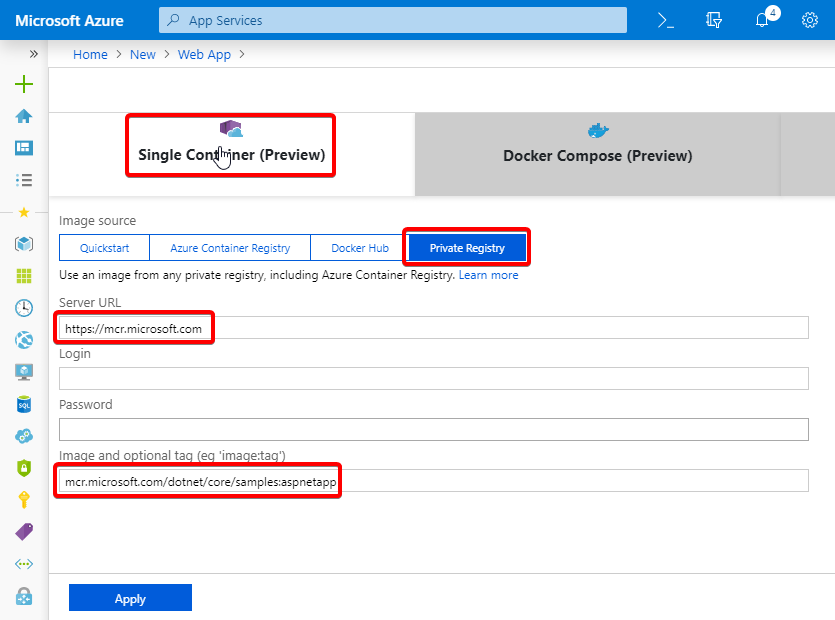 Microsoft Azure
App Services
4
Home > New > Web App >
Single Container (Preview)
Docker Compose (Preview)
Image source
Quickstart
Azure Container Registry
Docker Hub
Private Registry
Use an image from any private registry, including Azure Container Registry. Learn more
Server URL
https://mcr.microsoft.com
Login
Password
Image and optional tag (eg 'image:tag')
mcr.microsoft.com/dotnet/core/samples:aspnetapp
SQL
Apply